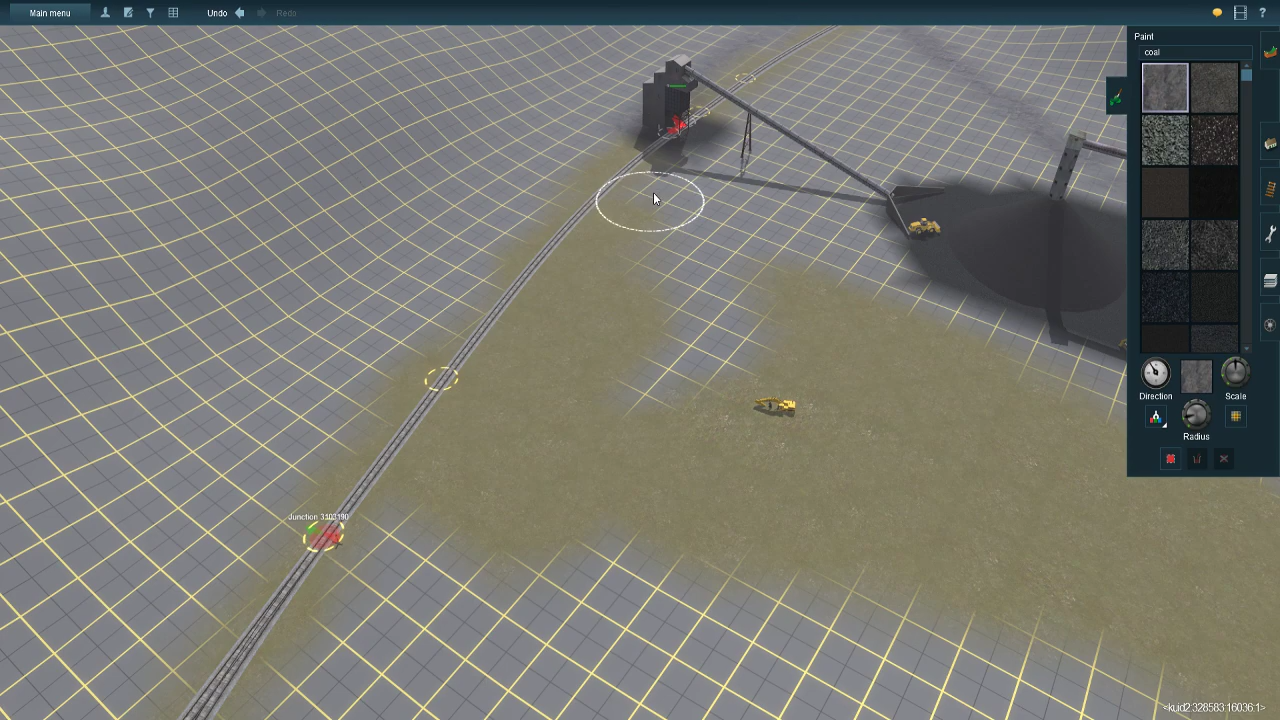 Main menu
Undo
Redo
?
Paint
coal
Junction 3103190
Direction
Scale
Radius
<kuid2:328583:16036:1>